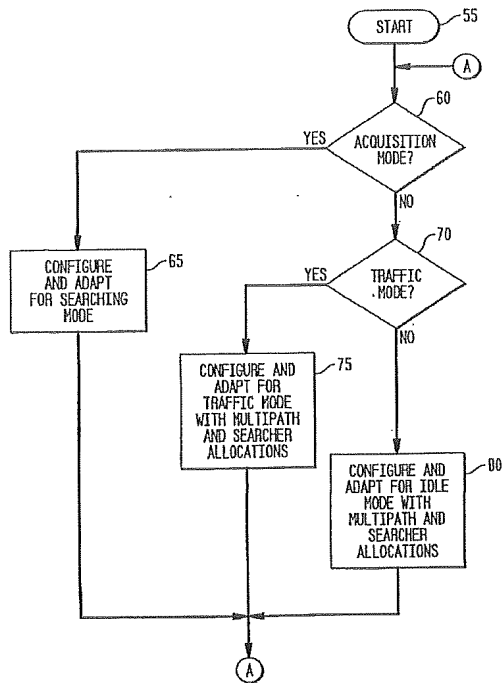 START
55
A
60
YES
ACQUISITION
MODE?
NO
70
65
CONFIGURE
AND ADAPT
FOR SEARCHING
MODE
YES
TRAFFIC
MODE?
NO
75
CONFIGURE AND
ADAPT FOR
TRAFFIC MODE
WITH MULTIPATH
AND SEARCHER
ALLOCATIONS
80
CONFIGURE AND
ADAPT FOR IDLE
MODE WITH
MULTIPATH AND
SEARCHER
ALLOCATIONS
A